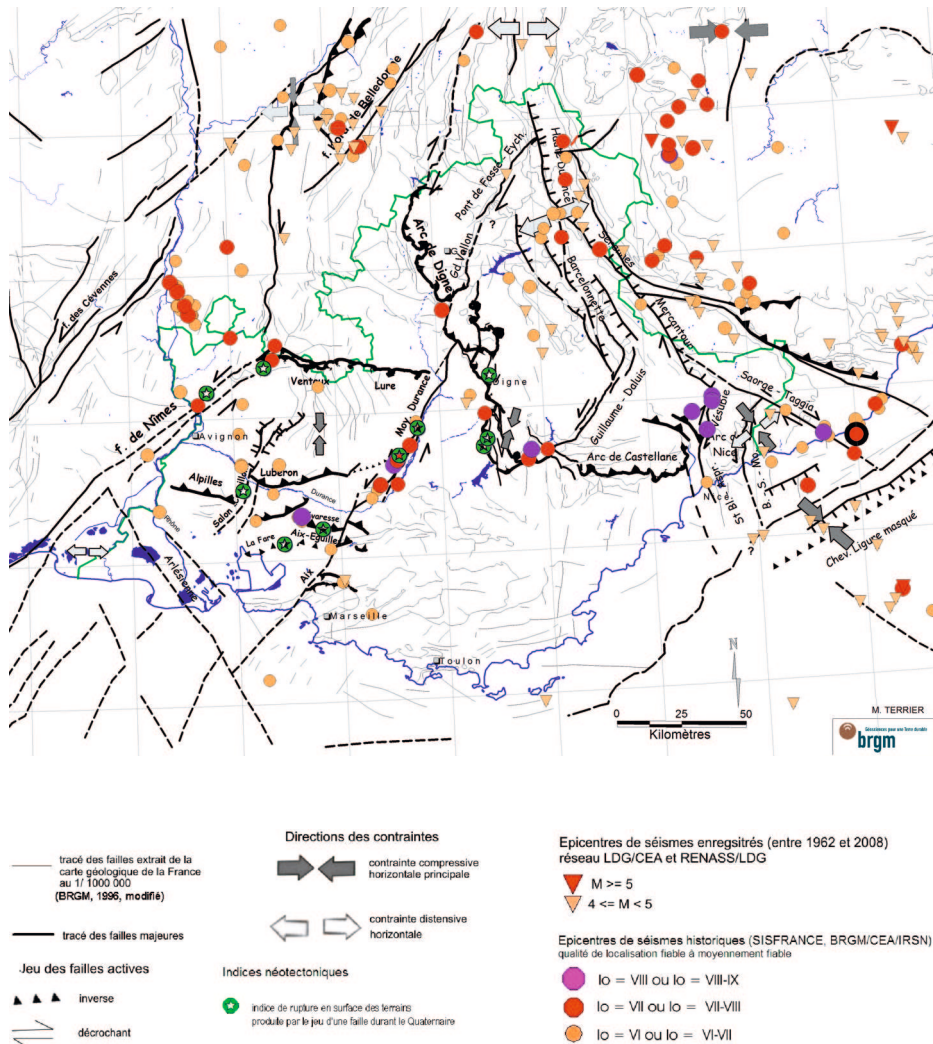 f. bord. de Belledonne
Pont de Fosse - Eych.
Haute Durance
Arc de Digne
Gd Vallon
G
?
Serennes
Barcelonnette
Mercantour
f. des Cévennes
Ventoux
Lure
Moy. Durance
Digne
Guillaume - Daluis
Saorge - Taggia
Vésubie
f. de Nîmes
Avignon
Arc de Castellane
Arc de
Nice
Nice
Alpilles
Luberon
Durance
Salon
Rhône
La Fare
Aix-Eguilles
Aix
Arlésienne
?
Chev. Ligure masqué
Marseille
Toulon
N
0 25 50
Kilomètres
M. TERRIER
Géosciences pour une Terre durable
brgm
tracé des failles extrait de la
carte géologique de la France
au 1/ 1000 000
(BRGM, 1996, modifié)
tracé des failles majeures
Jeu des failles actives
inverse
décrochant
Directions des contraintes
contrainte compressive
horizontale principale
contrainte distensive
horizontale
Indices néotectoniques
indice de rupture en surface des terrains
produite par le jeu d'une faille durant le Quaternaire
Epicentres de séismes enregsitrés (entre 1962 et 2008)
réseau LDG/CEA et RENASS/LDG
M >= 5
4 <= M < 5
Epicentres de séismes historiques (SISFRANCE, BRGM/CEA/IRSN)
qualité de localisation fiable à moyennement fiable
Io = VIII ou Io = VIII-IX
Io = VII ou Io = VII-VIII
Io = VI ou Io = VI-VII